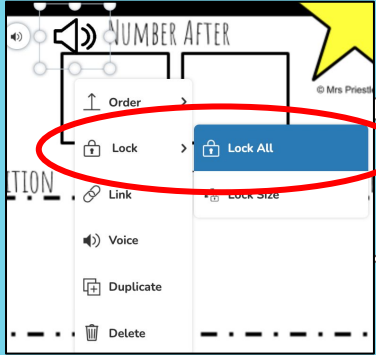 NUMBER AFTER
© Mrs Priestle
Order
Lock
Lock All
ITION
Link
Lock Size
Voice
Duplicate
Delete